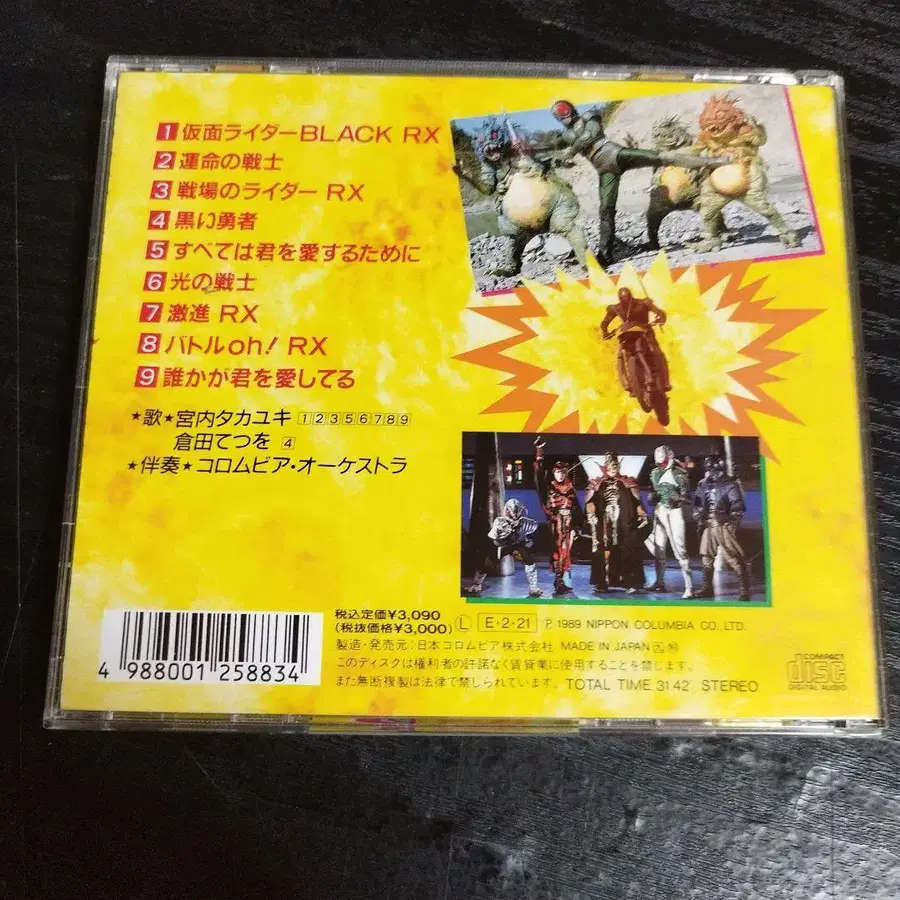 1 仮面ライダーBLACK RX
2 運命の戦士
3 戦場のライダー RX
4 黒い勇者
5 すべては君を愛するために
6 光の戦士
7 激進 RX
8 バトルoh! RX
9 誰かが君を愛してる
★歌★宮内タカユキ 1 2 3 5 6 7 8 9
倉田てつを 4
★伴奏★コロムビア・オーケストラ
税込定価¥3,090
(税抜価格¥3,000) L E・2・21 P 1989 NIPPON COLUMBIA CO., LTD.
製造・発売元:日本コロムビア株式会社 MADE IN JAPAN
このディスクは権利者の許諾なく賃貸業に使用することを禁じます。
また無断複製は法律で禁じられています。 TOTAL TIME 31'42" STEREO
4 988001 258834
COMPACT
disc
DIGITAL AUDIO